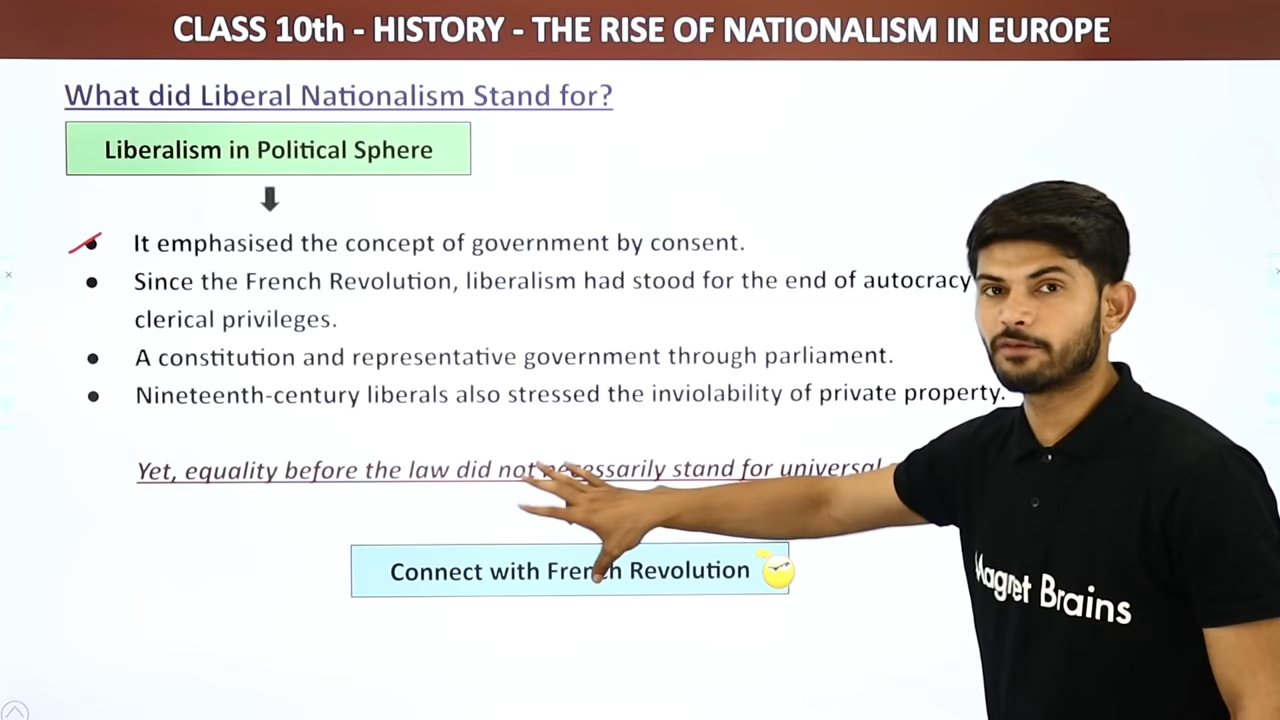 CLASS 10th - HISTORY - THE RISE OF NATIONALISM IN EUROPE
What did Liberal Nationalism Stand for?
Liberalism in Political Sphere
It emphasised the concept of government by consent.
Since the French Revolution, liberalism had stood for the end of autocracy
clerical privileges.
A constitution and representative government through parliament.
Nineteenth-century liberals also stressed the inviolability of private property.
Yet, equality before the law did not necessarily stand for universal
Connect with French Revolution
Magnet Brains